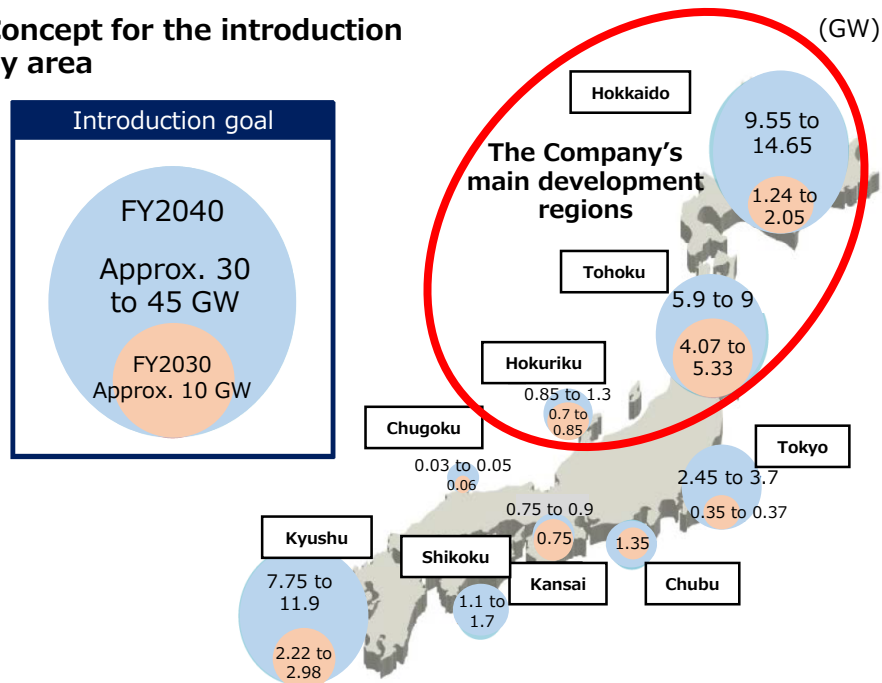 oncept for the introduction
y area
(GW)
Introduction goal
FY2040
Approx. 30
to 45 GW
FY2030
Approx. 10 GW
The Company's
main development
regions
Hokkaido
9.55 to
14.65
1.24 to
2.05
Tohoku
5.9 to 9
4.07 to
5.33
Hokuriku
0.85 to 1.3
0.7 to
0.85
Chugoku
0.03 to 0.05
0.06
Tokyo
2.45 to 3.7
0.35 to 0.37
0.75 to 0.9
0.75
Kansai
1.35
Chubu
Kyushu
7.75 to
11.9
2.22 to
2.98
Shikoku
1.1 to
1.7